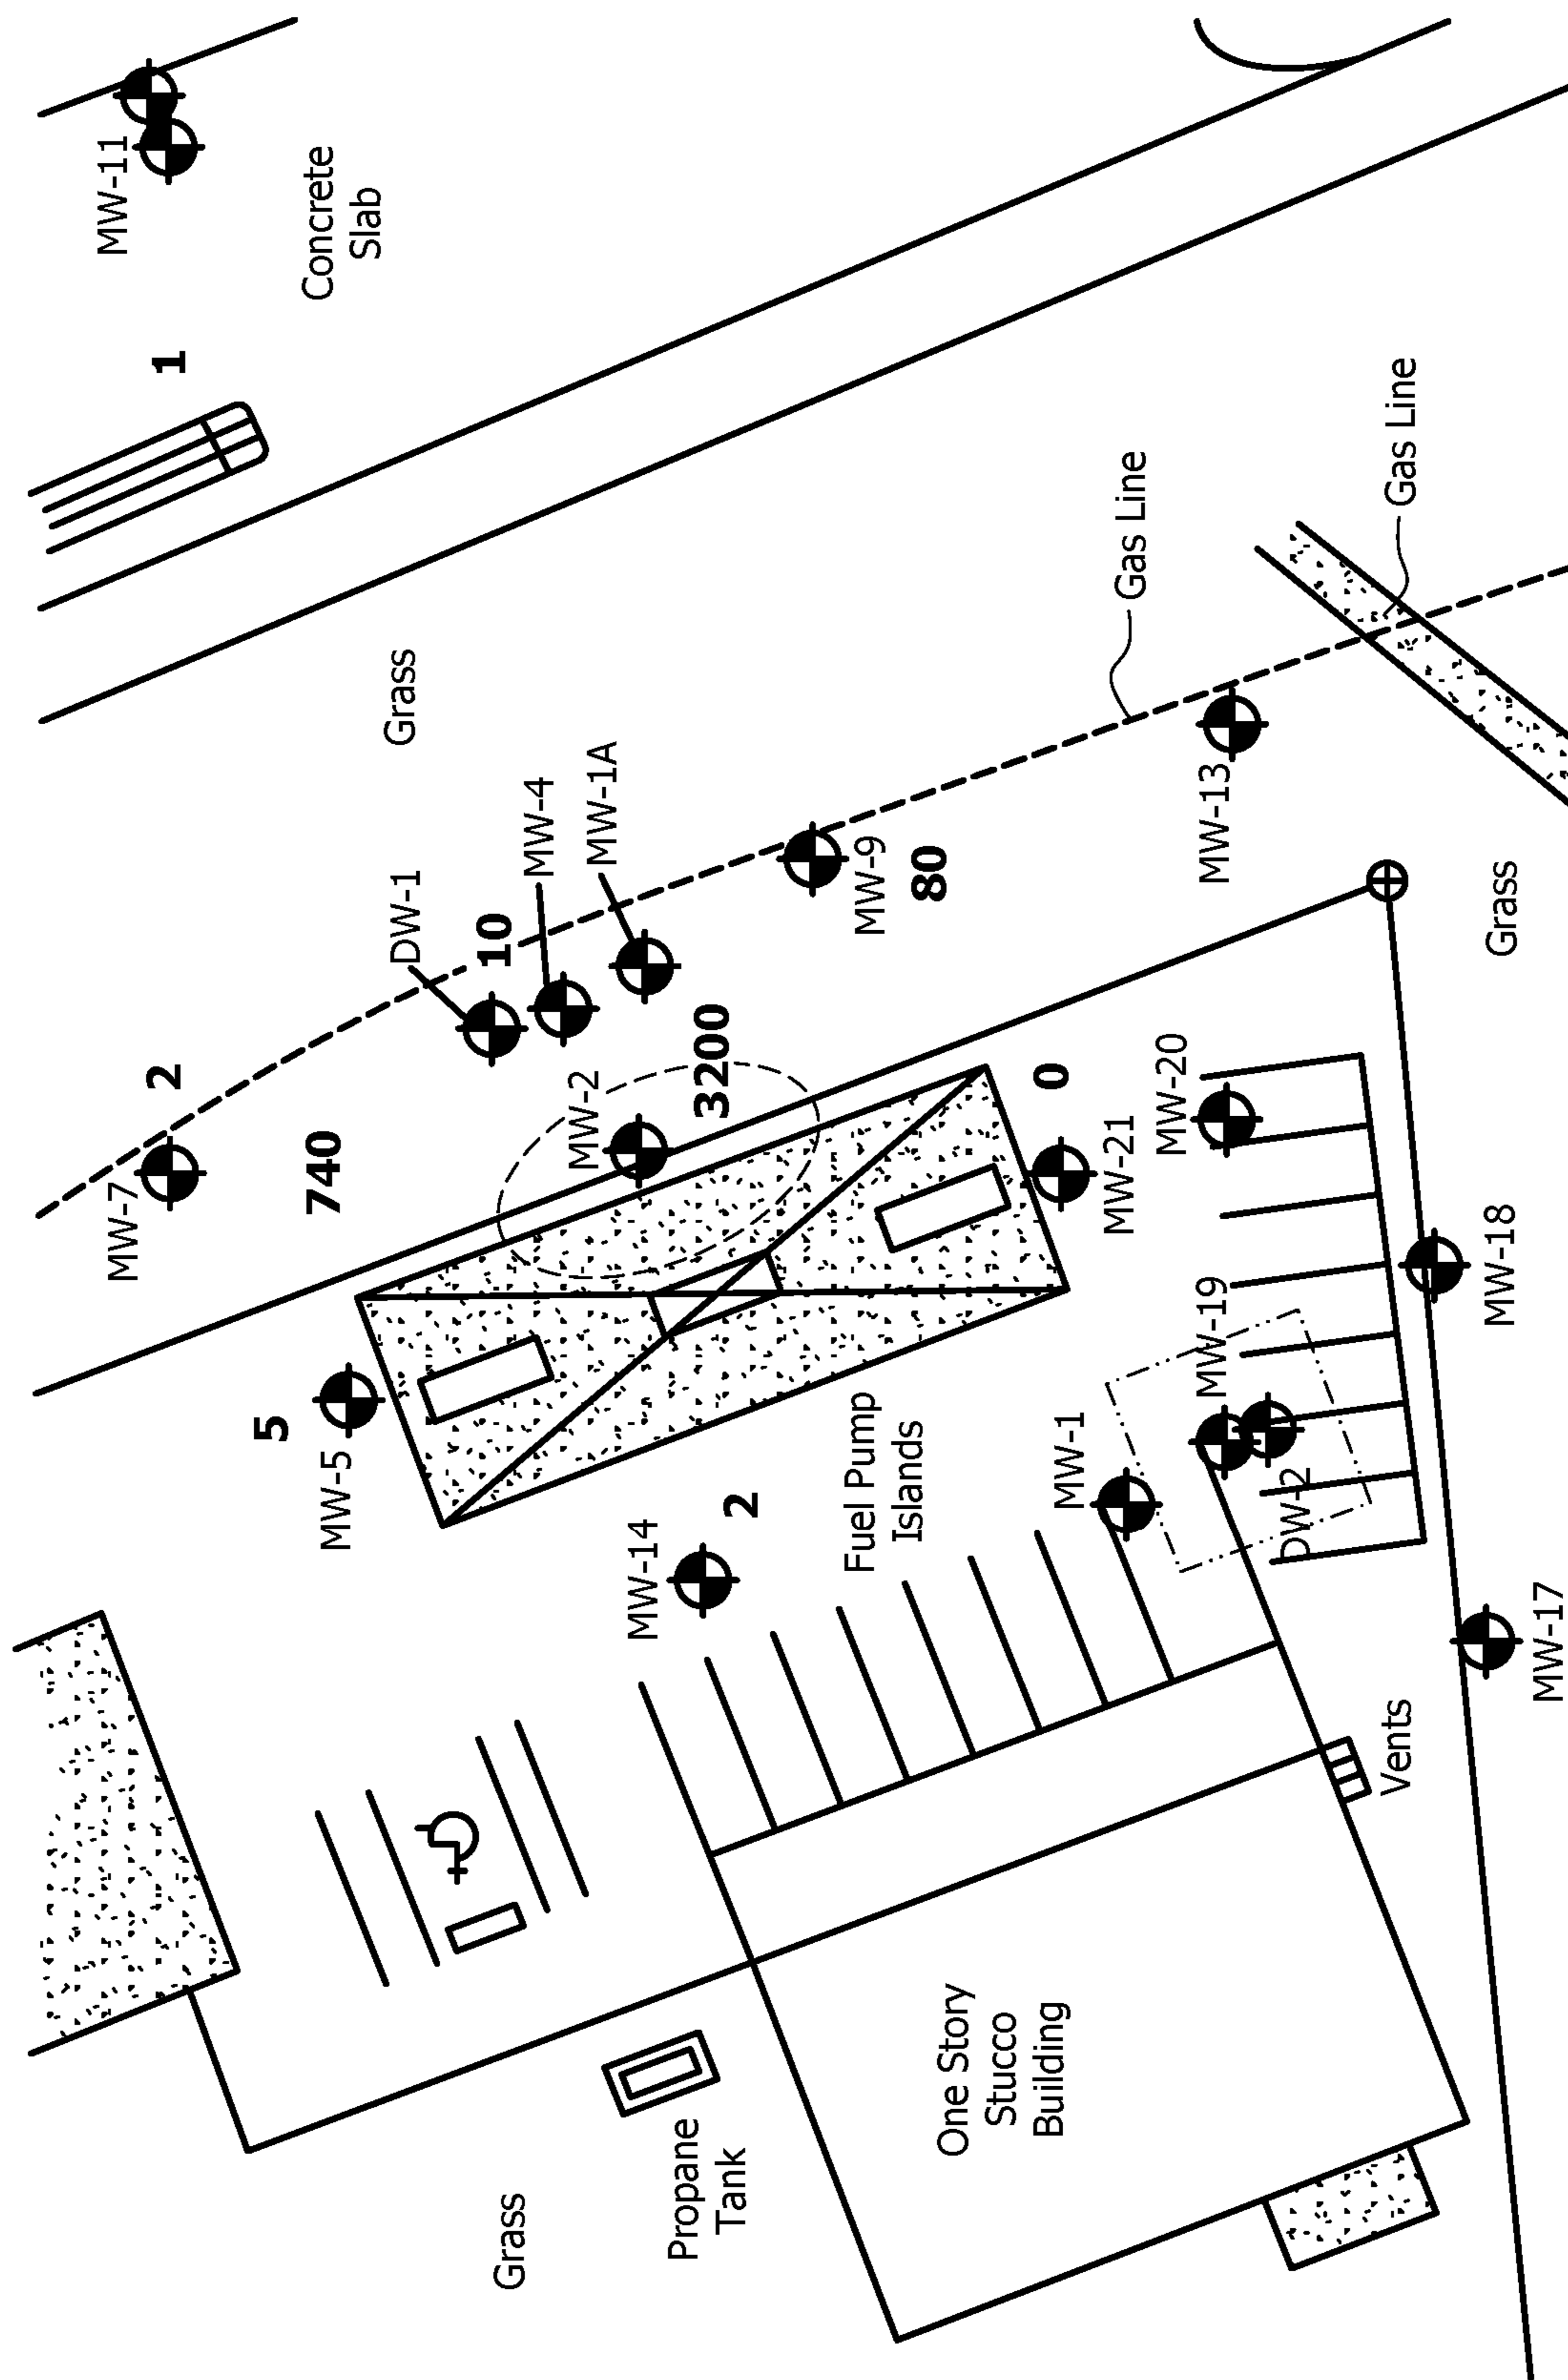 MW-11
Concrete
Slab
1
Gas Line
Gas Line
Grass
MW-13
MW-1A
MW-4
DW-1
10
MW-9
80
Grass
2
MW-7
740
MW-2
3200
0
MW-20
MW-21
MW-18
MW-19
5
MW-5
MW-1
Fuel Pump
Islands
2
MW-14
DW-2
MW-17
Vents
One Story
Stucco
Building
Propane
Tank
Grass